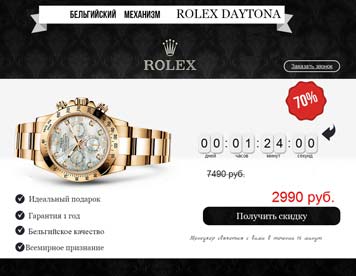 БЕЛЬГИЙСКИЙ МЕХАНИЗМ ROLEX DAYTONA
ROLEX
Заказать звонок
70%
00:01:24:00
дней часов минут секунд
7490 руб.
2990 руб.
Идеальный подарок
Гарантия 1 год
Бельгийское качество
Всемирное признание
Получить скидку
Менеджер свяжется с вами в течении 15 минут